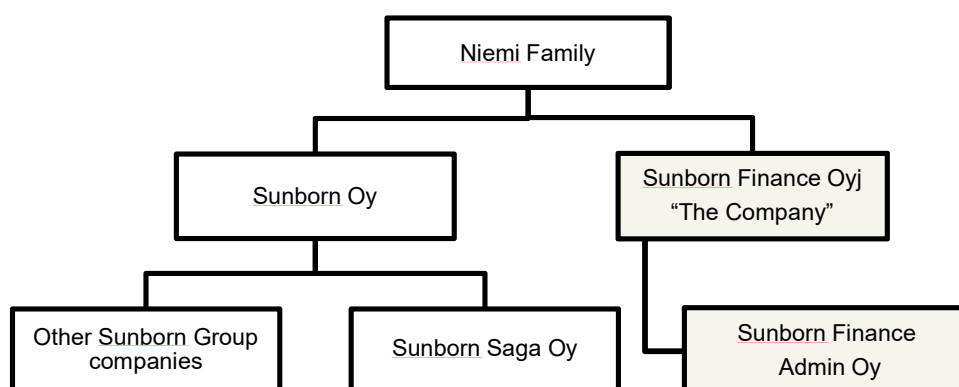 Niemi Family
Sunborn Oy
Sunborn Finance Oyj
“The Company”
Other Sunborn Group
companies
Sunborn Saga Oy
Sunborn Finance
Admin Oy